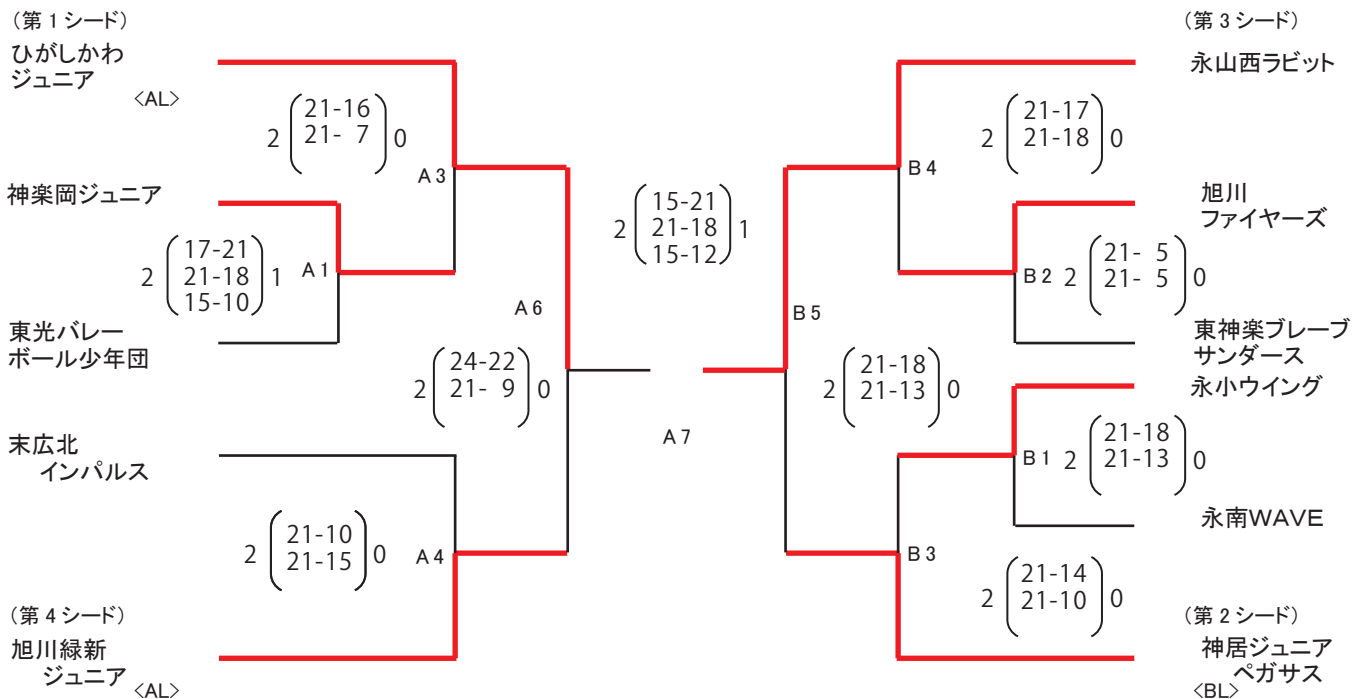 (第1シード)
ひがしかわ
ジュニア
<AL>
2 21-16 0
21- 7
A3
神楽岡ジュニア
17-21
2 21-18 1
15-10
A1
東光バレー
ボール少年団
A6
24-22
2 21- 9 0
末広北
インパルス
2 21-10 0
21-15
A4
(第4シード)
旭川緑新
ジュニア
<AL>
15-21
2 21-18 1
15-12
A7
(第3シード)
永山西ラビット
21-17
2 21-18 0
B4
旭川
ファイヤーズ
B2 2 21- 5 0
21- 5
東神楽ブレーブ
サンダース
B5
21-18
2 21-13 0
永小ウイング
21-18
B1 2 21-13 0
永南WAVE
B3
21-14
2 21-10 0
(第2シード)
神居ジュニア
ペガサス
<BL>